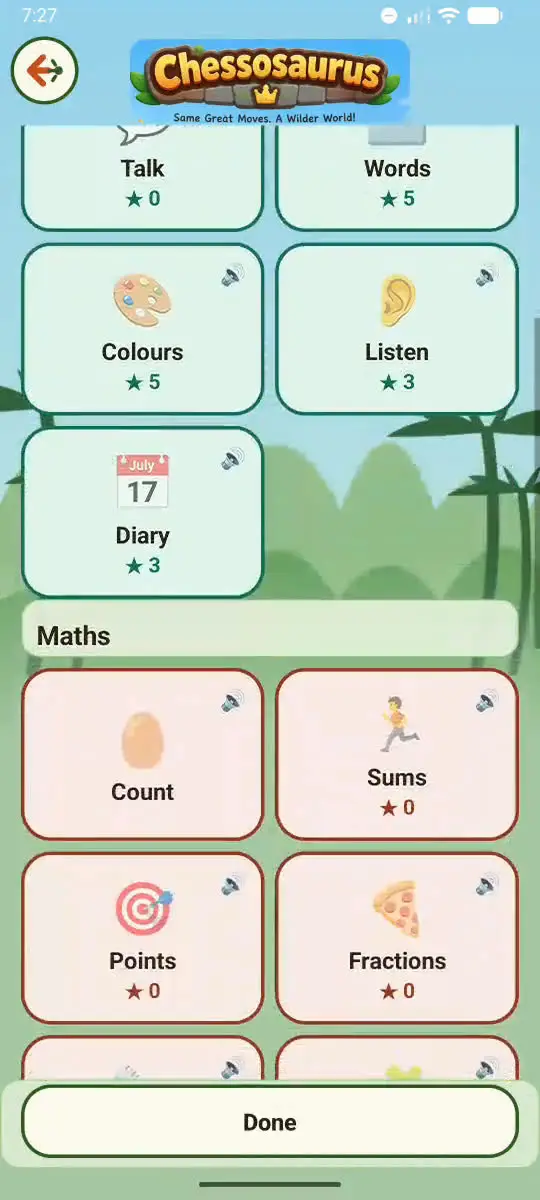 7:27
Chessosaurus
Same Great Moves. A Wilder World!
Talk
Words
★ 0
★ 5
Colours
Listen
★ 5
★ 3
July
17
Diary
★ 3
Maths
Count
Sums
★ 0
Points
Fractions
★ 0
★ 0
Done